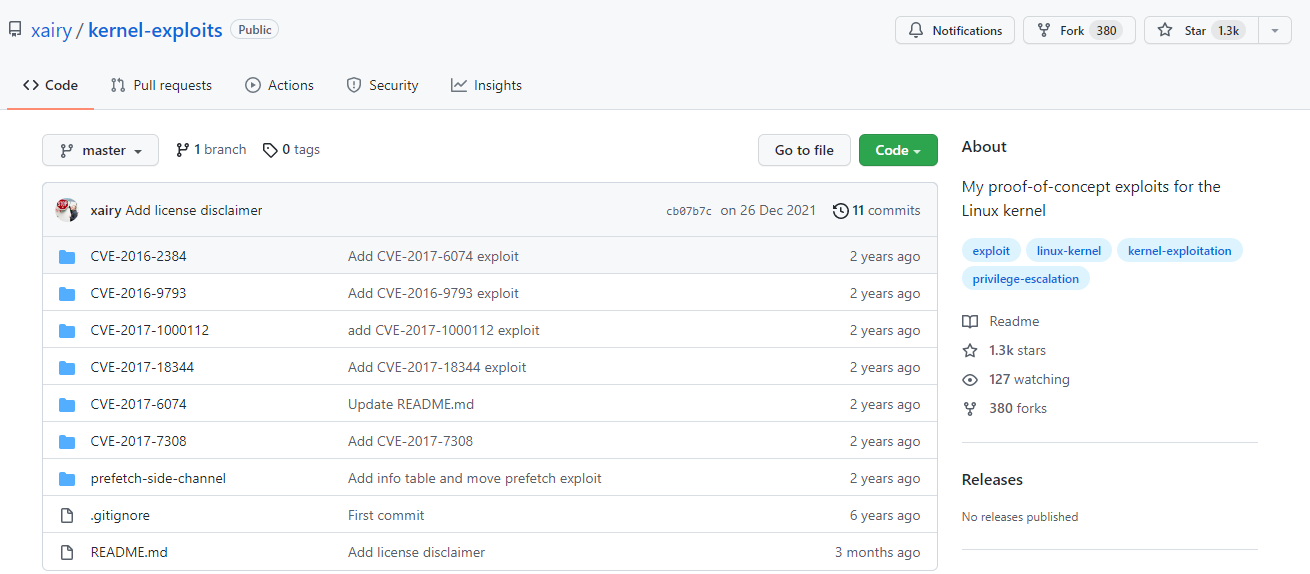 xairy / kernel-exploits Public Notifications Fork 380 Star 1.3k
Code Pull requests Actions Security Insights
master 1 branch 0 tags Go to file Code
xairy Add license disclaimer cb07b7c on 26 Dec 2021 11 commits
CVE-2016-2384 Add CVE-2017-6074 exploit 2 years ago
CVE-2016-9793 Add CVE-2016-9793 exploit 2 years ago
CVE-2017-1000112 add CVE-2017-1000112 exploit 2 years ago
CVE-2017-18344 Add CVE-2017-18344 exploit 2 years ago
CVE-2017-6074 Update README.md 2 years ago
CVE-2017-7308 Add CVE-2017-7308 2 years ago
prefetch-side-channel Add info table and move prefetch exploit 2 years ago
.gitignore First commit 6 years ago
README.md Add license disclaimer 3 months ago
About
My proof-of-concept exploits for the
Linux kernel
exploit linux-kernel kernel-exploitation
privilege-escalation
Readme
1.3k stars
127 watching
380 forks
Releases
No releases published